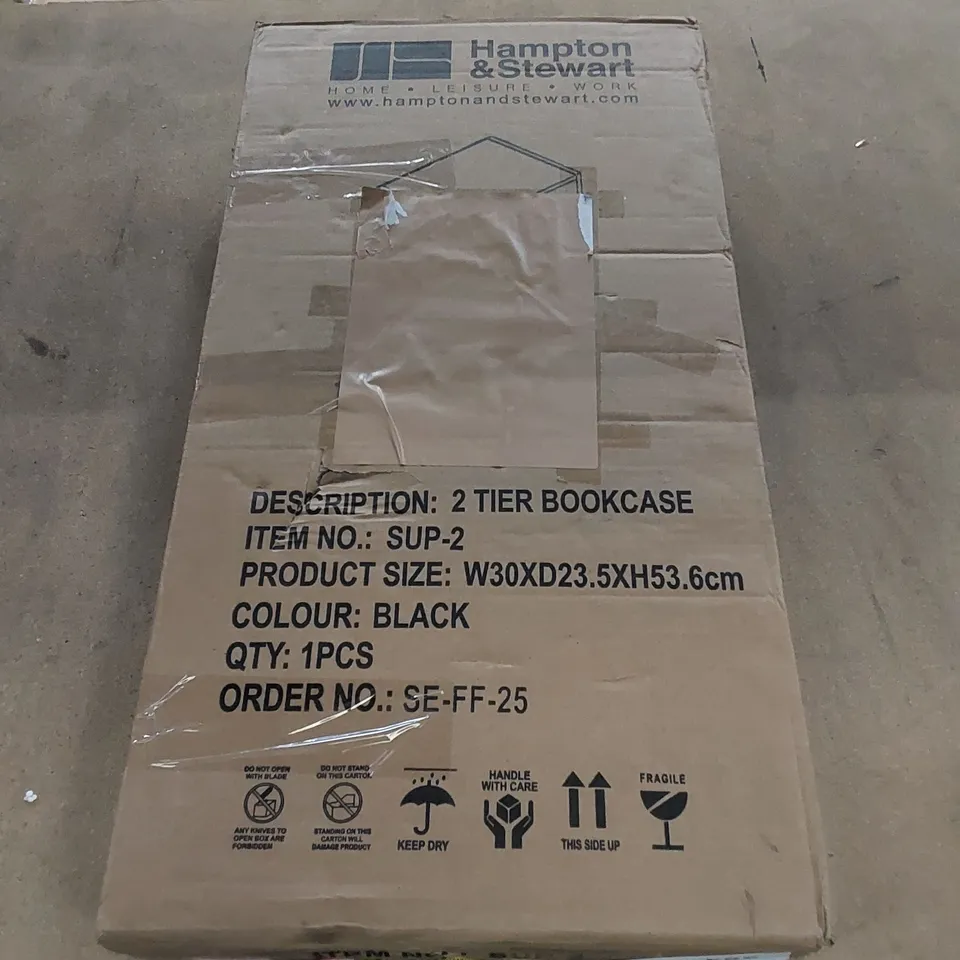 Hampton
&Stewart
HOME • LEISURE • WORK
www.hamptonandstewart.com
DESCRIPTION: 2 TIER BOOKCASE
ITEM NO.: SUP-2
PRODUCT SIZE: W30XD23.5XH53.6cm
COLOUR: BLACK
QTY: 1PCS
ORDER NO.: SE-FF-25
DO NOT OPEN
WITH BLADE
ANY KNIVES TO
OPEN BOX ARE
FORBIDDEN
DO NOT STAND
ON THIS CARTON
STANDING ON THIS
CARTON WILL
DAMAGE PRODUCT
KEEP DRY
HANDLE
WITH CARE
THIS SIDE UP
FRAGILE
ITEM NO.: